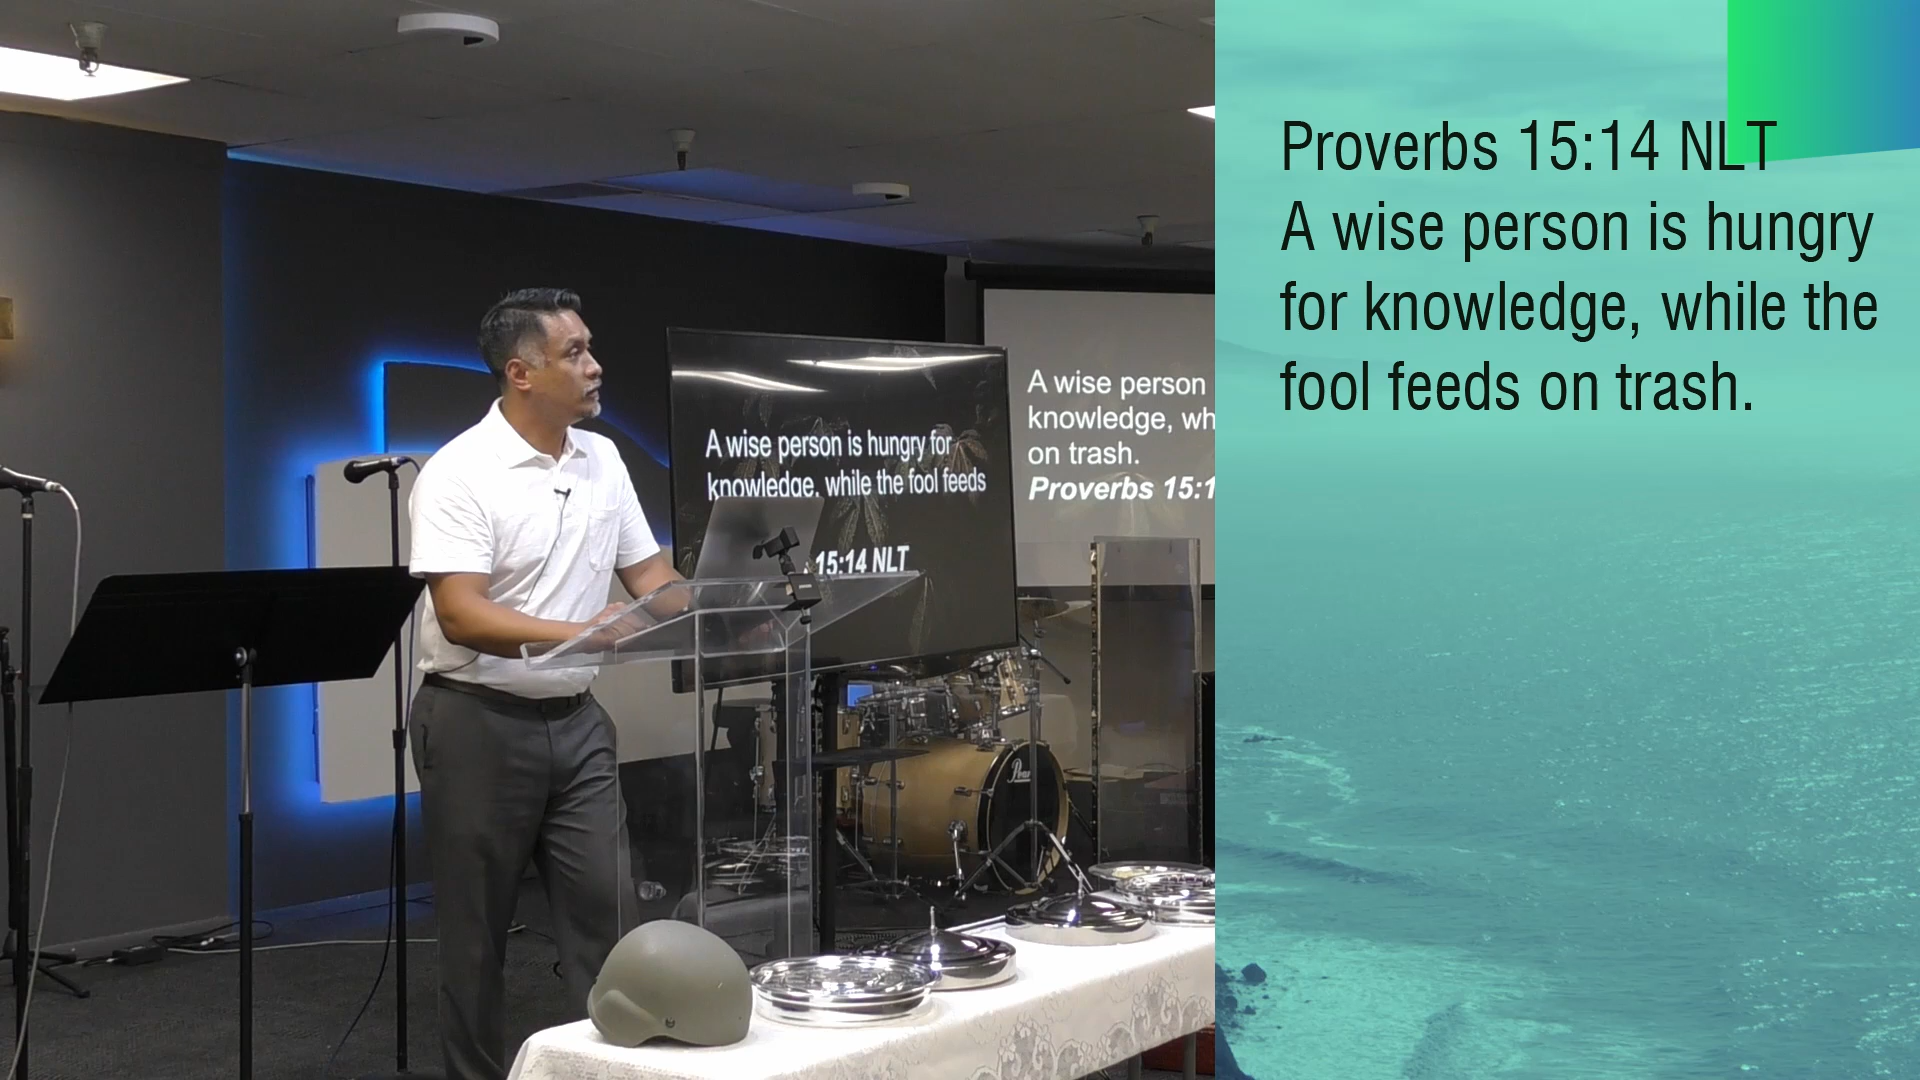 A wise person is hungry for
knowledge, while the fool feeds
15:14 NLT
A wise person
knowledge, wh
on trash.
Proverbs 15:1
Pearl
Proverbs 15:14 NLT
A wise person is hungry
for knowledge, while the
fool feeds on trash.